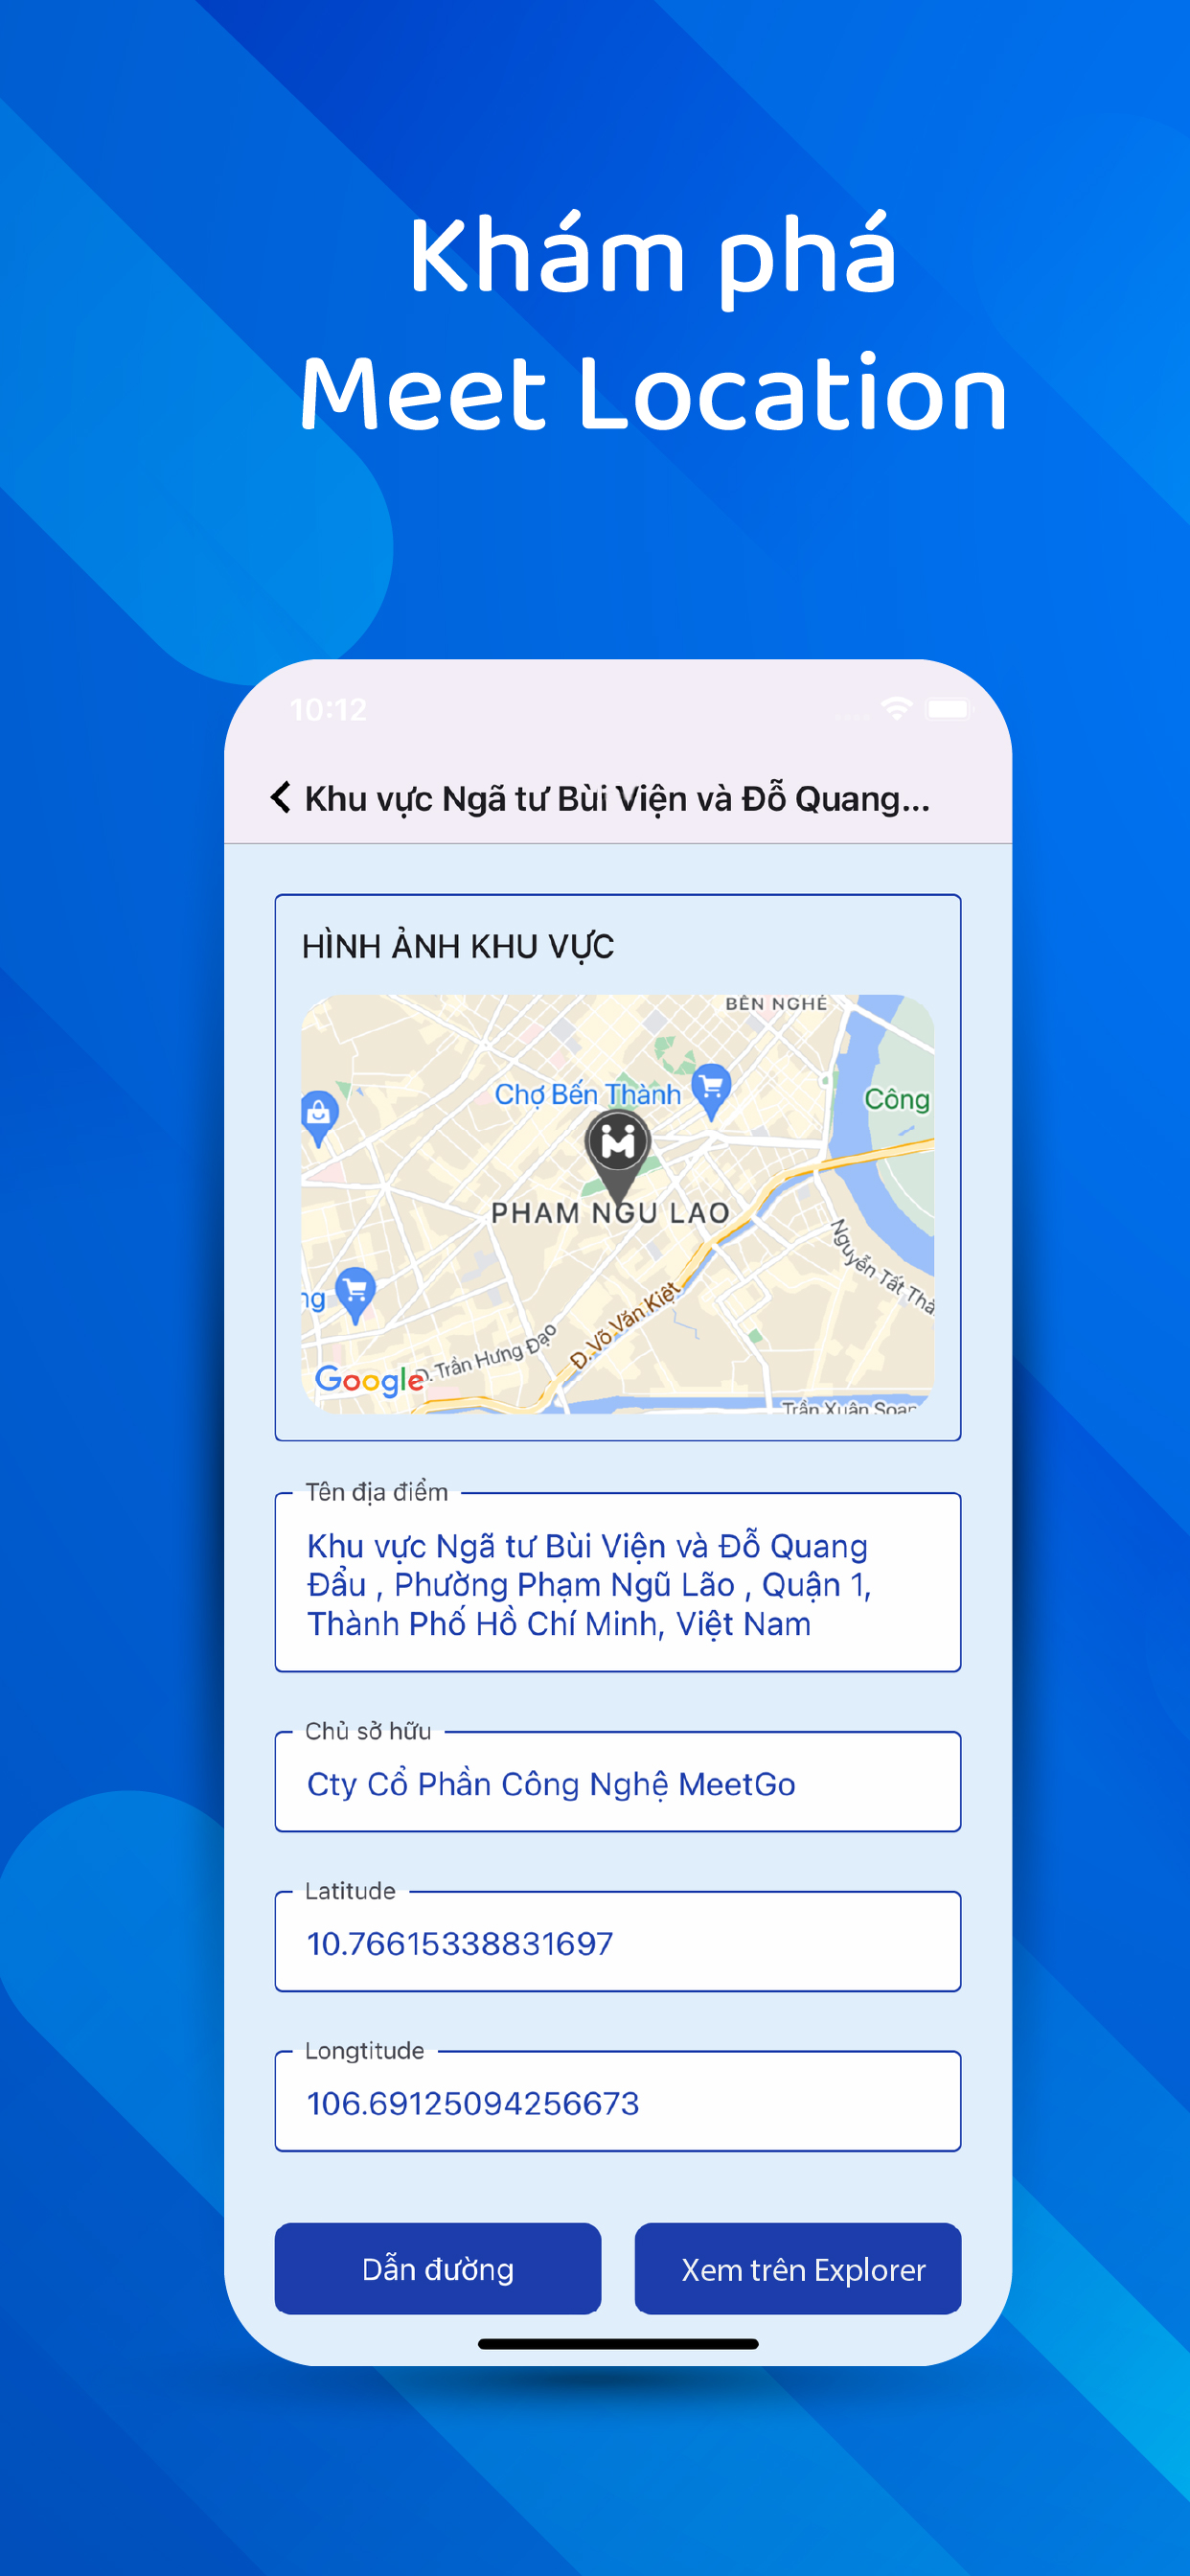 Khám phá
Meet Location
10:12
Khu vực Ngã tư Bùi Viện và Đỗ Quang...
HÌNH ẢNH KHU VỰC
BẾN NGHÉ
Chợ Bến Thành
Công
PHAM NGU LAO
Nguyễn Tất Thà
ng
Đ. Võ Văn Kiệt
Đ. Trần Hưng Đạo
Google
Trần Xuân Soạn
Tên địa điểm
Khu vực Ngã tư Bùi Viện và Đỗ Quang
Đẩu , Phường Phạm Ngũ Lão , Quận 1,
Thành Phố Hồ Chí Minh, Việt Nam
Chủ sở hữu
Cty Cổ Phần Công Nghệ MeetGo
Latitude
10.76615338831697
Longtitude
106.69125094256673
Dẫn đường
Xem trên Explorer